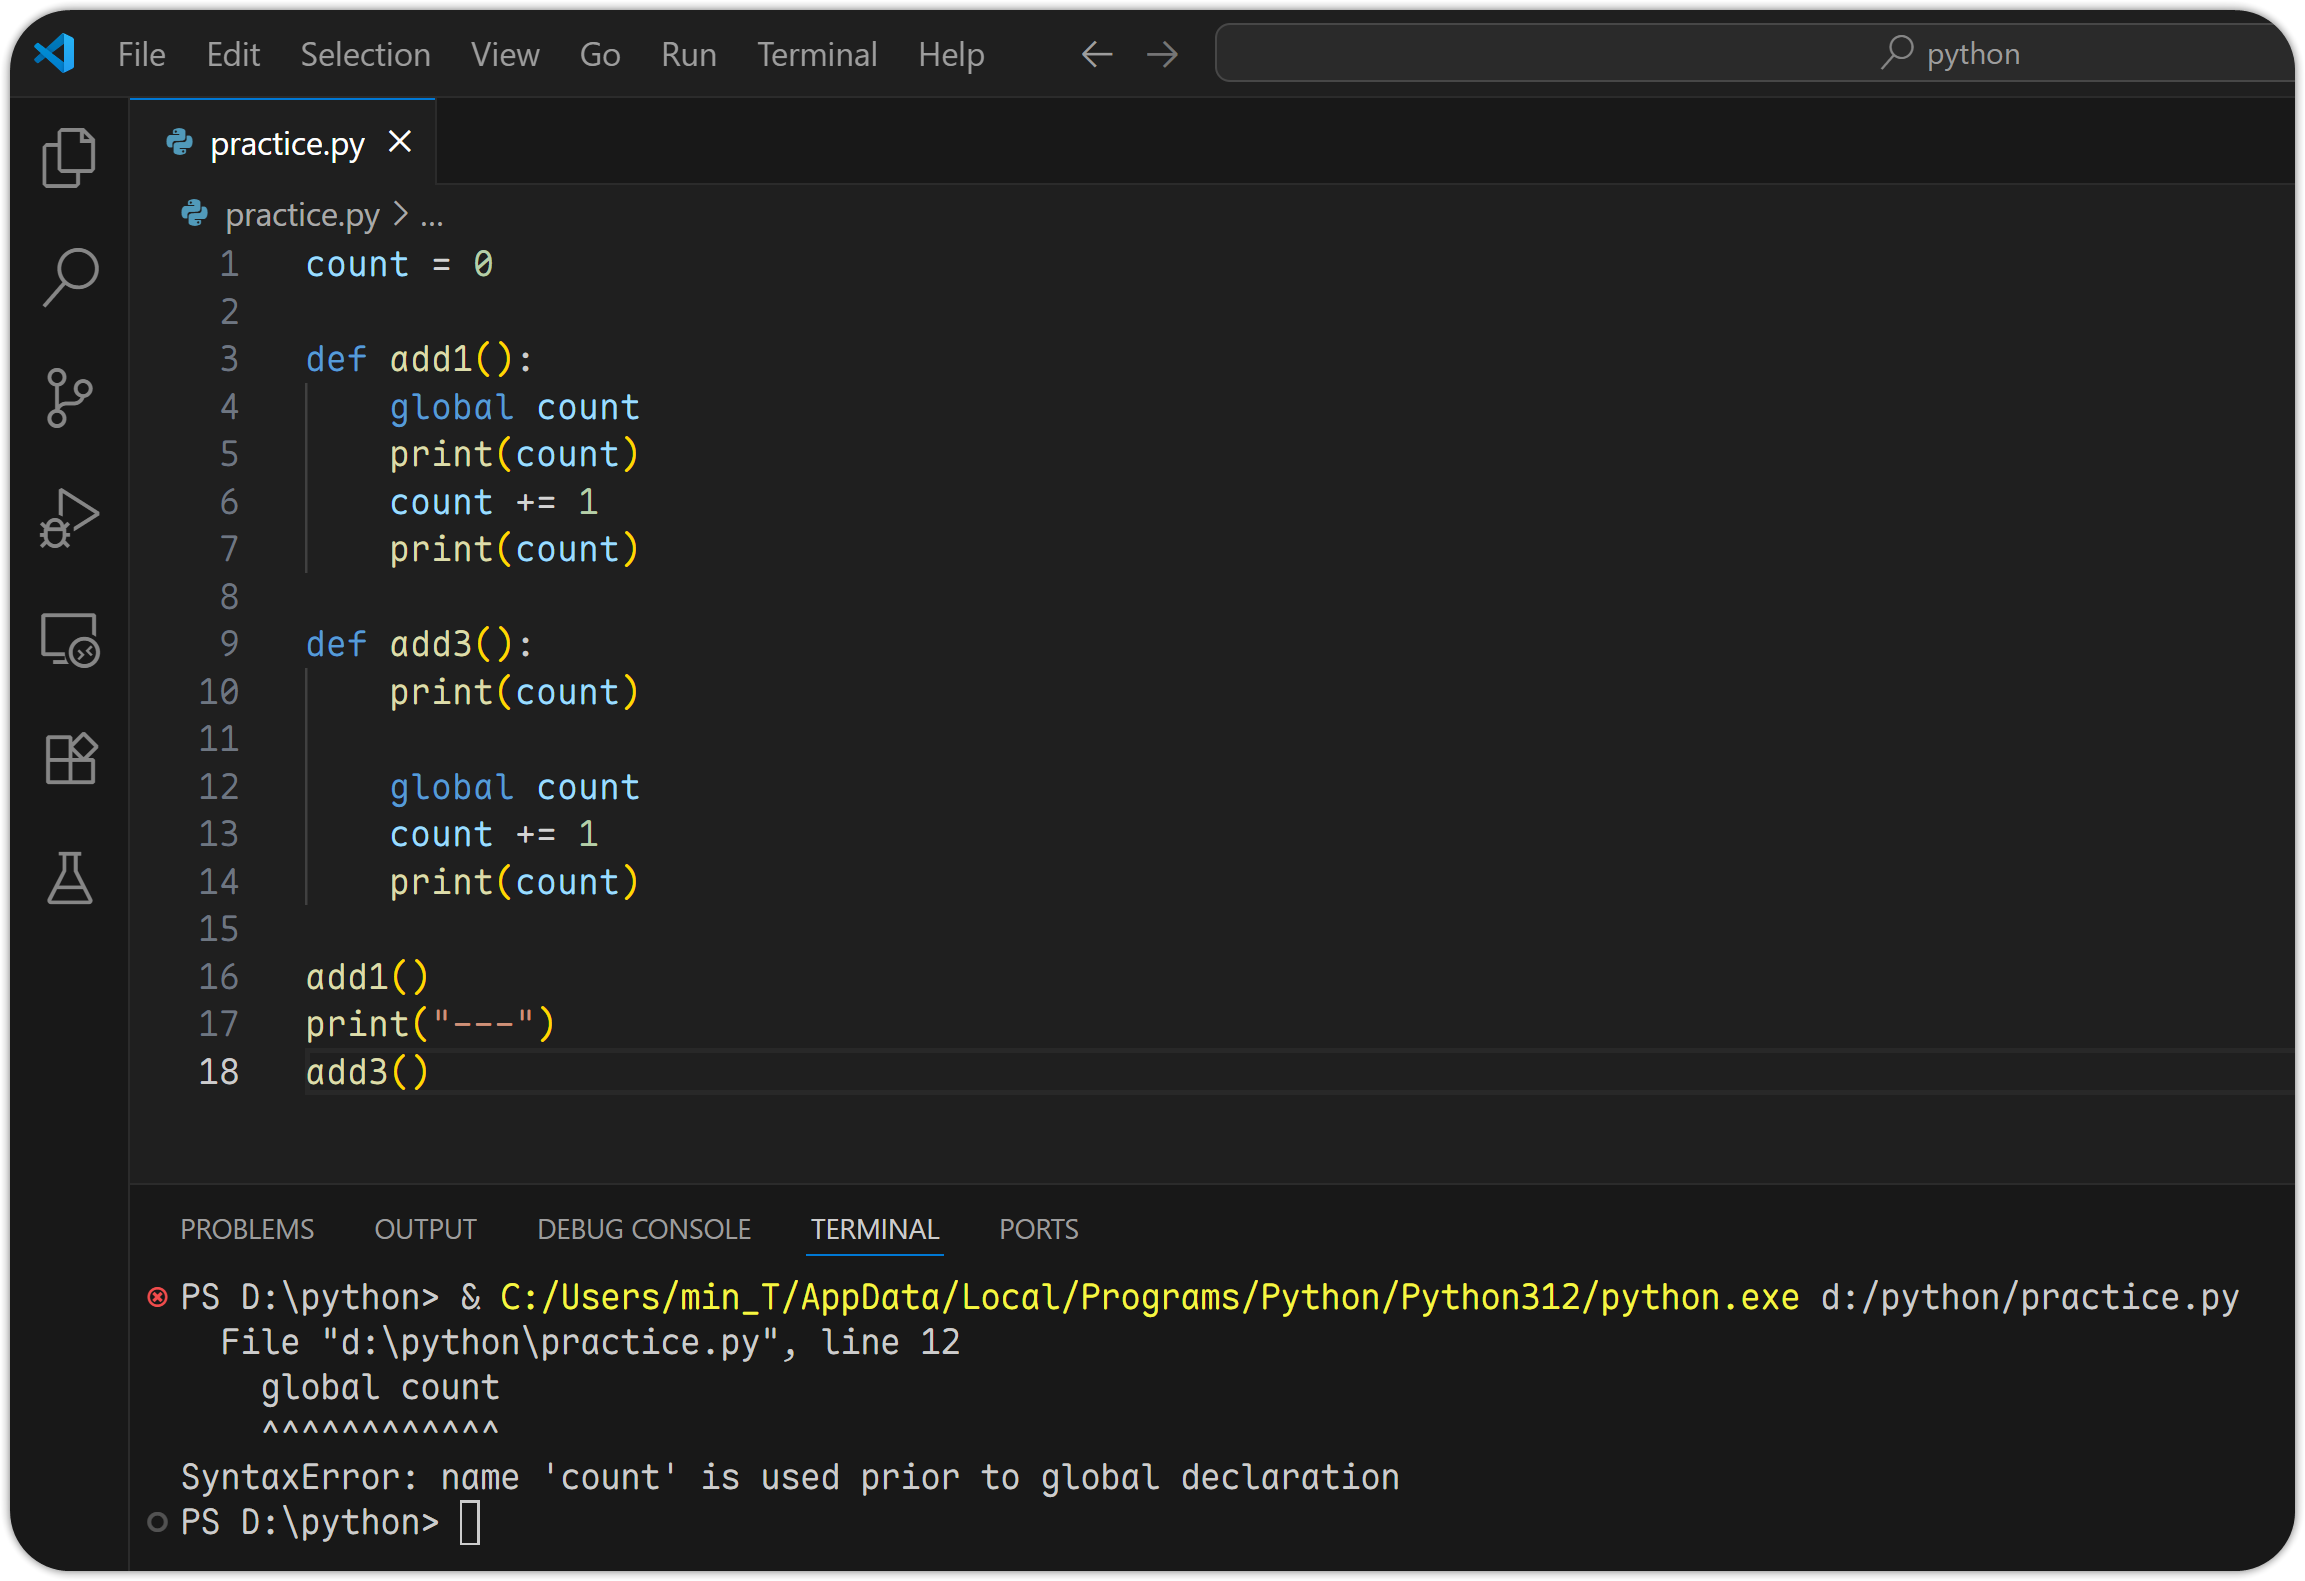 File Edit Selection View Go Run Terminal Help python
practice.py
practice.py > ...
1 count = 0
2
3 def add1():
4     global count
5     print(count)
6     count += 1
7     print(count)
8
9 def add3():
10     print(count)
11
12     global count
13     count += 1
14     print(count)
15
16 add1()
17 print("---")
18 add3()
PROBLEMS OUTPUT DEBUG CONSOLE TERMINAL PORTS
PS D:\python> & C:/Users/min_T/AppData/Local/Programs/Python/Python312/python.exe d:/python/practice.py
  File "d:\python\practice.py", line 12
    global count
    ^^^^^^^^^^^^
SyntaxError: name 'count' is used prior to global declaration
PS D:\python>